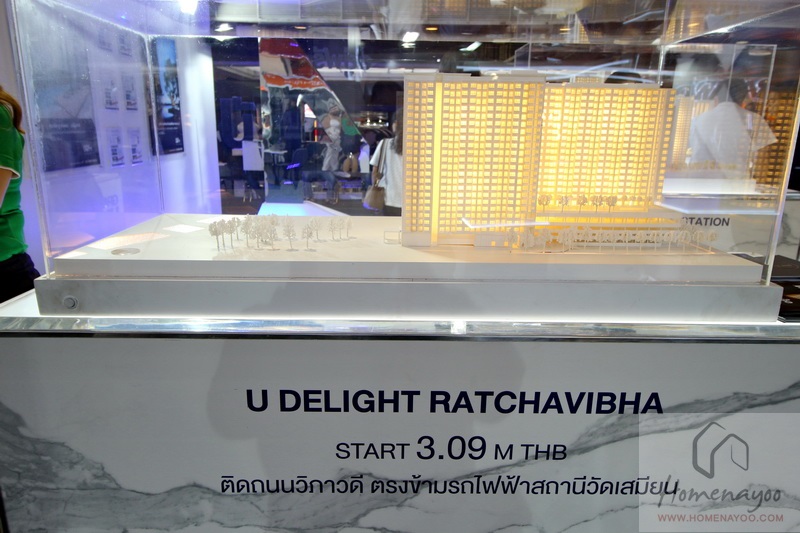 STATION
U DELIGHT RATCHAVIBHA
START 3.09 M THB
ติดถนนวิภาวดี ตรงข้ามรถไฟฟ้าสถานีวัดเสมียน
Homenayoo
WWW.HOMENAYOO.COM